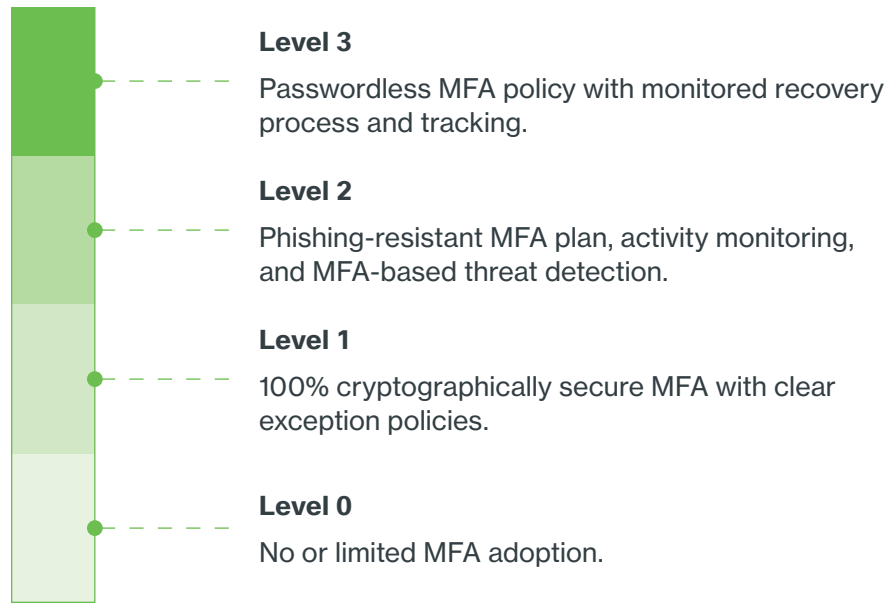 Level 3
Passwordless MFA policy with monitored recovery
process and tracking.
Level 2
Phishing-resistant MFA plan, activity monitoring,
and MFA-based threat detection.
Level 1
100% cryptographically secure MFA with clear
exception policies.
Level 0
No or limited MFA adoption.